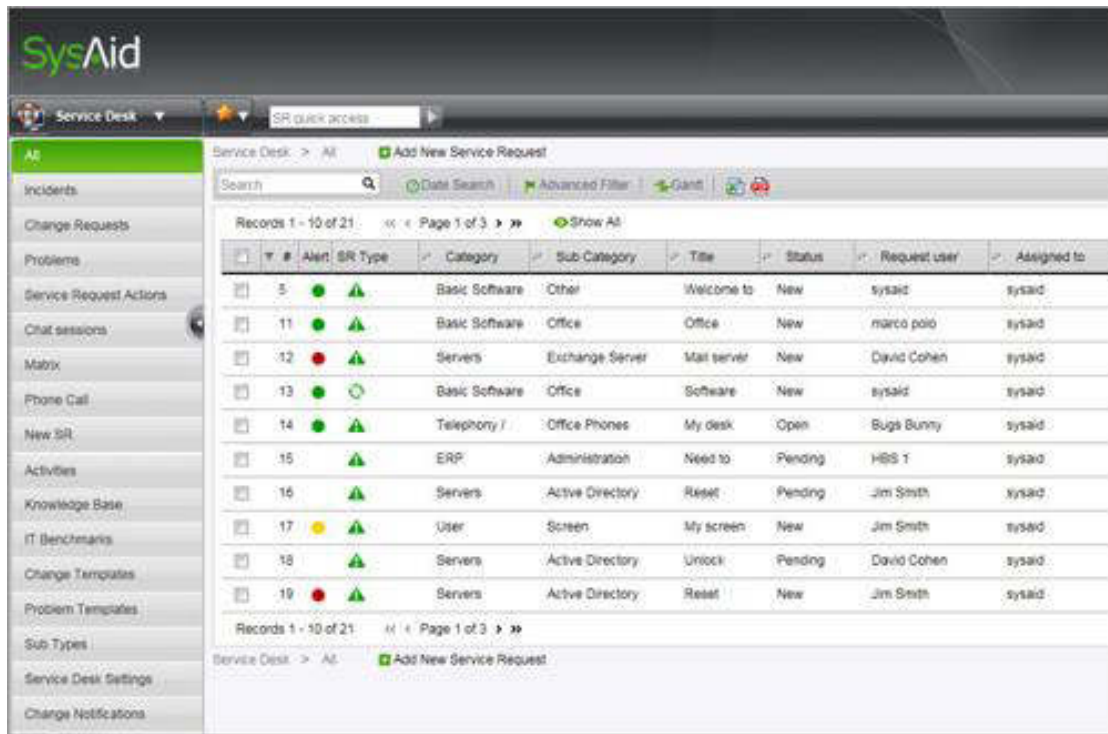 SysAid
Service Desk
SR quick access
All
Incidents
Change Requests
Problems
Service Request Actions
Chat sessions
Matrix
Phone Call
New SR
Activities
Knowledge Base
IT Benchmarks
Change Templates
Problem Templates
Sub Types
Service Desk Settings
Change Notifications
Service Desk > All Add New Service Request
Search Date Search Advanced Filter Gantt
Records 1 - 10 of 21 Page 1 of 3 Show All
# Alert SR Type Category Sub Category Title Status Request user Assigned to
5 Basic Software Other Welcome to New sysaid sysaid
11 Basic Software Office Office New marco polo sysaid
12 Servers Exchange Server Mail server New David Cohen sysaid
13 Basic Software Office Software New sysaid sysaid
14 Telephony / Office Phones My desk Open Bugs Bunny sysaid
15 ERP Administration Need to Pending HBS 1 sysaid
16 Servers Active Directory Reset Pending Jim Smith sysaid
17 User Screen My screen New Jim Smith sysaid
18 Servers Active Directory Unlock Pending David Cohen sysaid
19 Servers Active Directory Reset New Jim Smith sysaid
Records 1 - 10 of 21 Page 1 of 3
Service Desk > All Add New Service Request